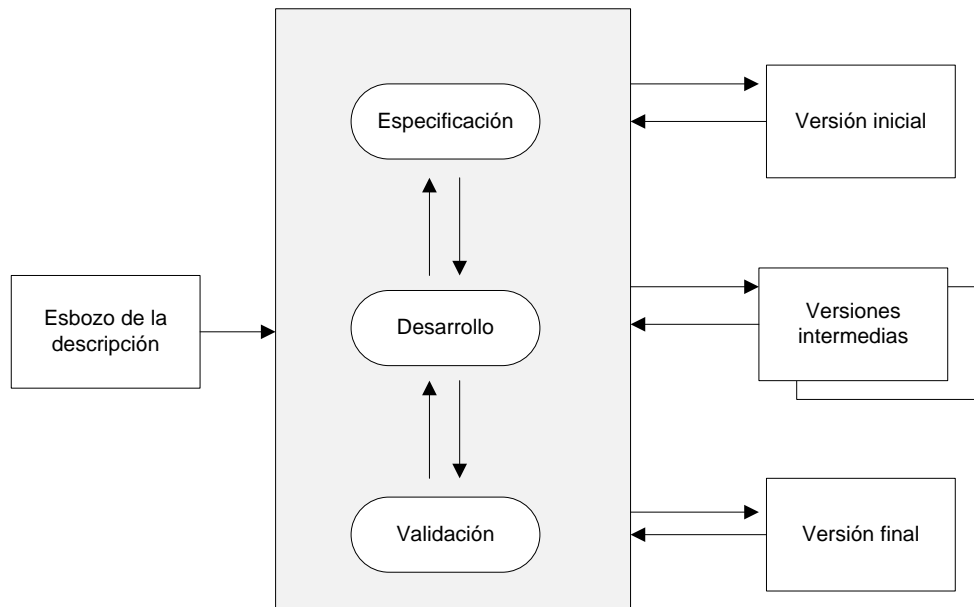 Especificación
Versión inicial
Esbozo de la
descripción
Desarrollo
Versiones
intermedias
Validación
Versión final